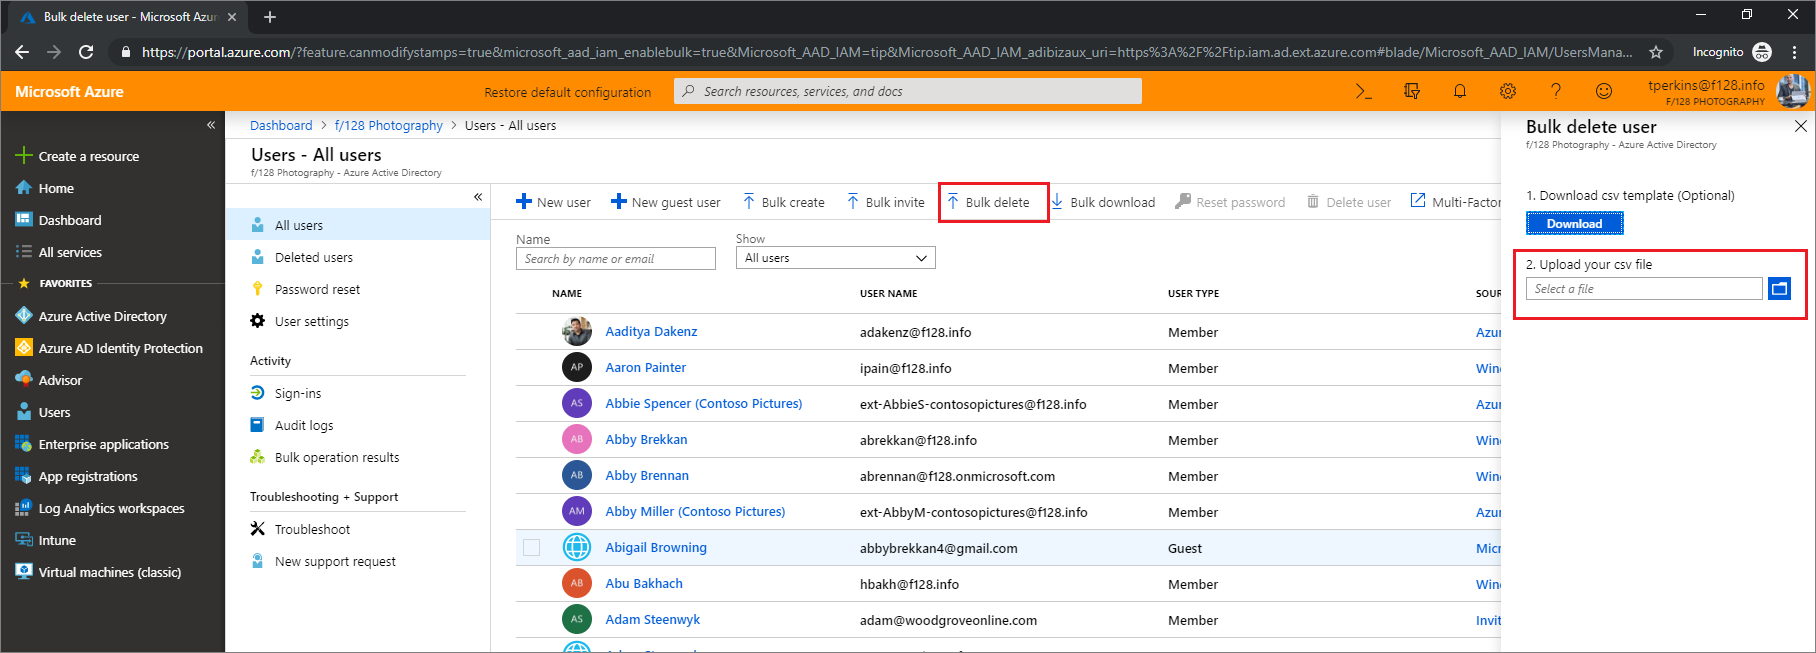 Bulk delete user - Microsoft Azur
https://portal.azure.com/?feature.canmodifystamps=true&microsoft_aad_iam_enablebulk=true&Microsoft_AAD_IAM=tip&Microsoft_AAD_IAM_adibizaux_uri=https%3A%2F%2Ftip.iam.ad.ext.azure.com#blade/Microsoft_AAD_IAM/UsersMana...
Incognito
Microsoft Azure
Restore default configuration
Search resources, services, and docs
tperkins@f128.info
F/128 PHOTOGRAPHY
Create a resource
Home
Dashboard
All services
FAVORITES
Azure Active Directory
Azure AD Identity Protection
Advisor
Users
Enterprise applications
App registrations
Log Analytics workspaces
Intune
Virtual machines (classic)
Dashboard > f/128 Photography > Users - All users
Users - All users
f/128 Photography - Azure Active Directory
All users
Deleted users
Password reset
User settings
Activity
Sign-ins
Audit logs
Bulk operation results
Troubleshooting + Support
Troubleshoot
New support request
New user
New guest user
Bulk create
Bulk invite
Bulk delete
Bulk download
Reset password
Delete user
Multi-Factor
Name
Search by name or email
Show
All users
NAME USER NAME USER TYPE SOUR
Aaditya Dakenz adakenz@f128.info Member Azur
AP Aaron Painter ipain@f128.info Member Wind
AS Abbie Spencer (Contoso Pictures) ext-AbbieS-contosopictures@f128.info Member Azur
AB Abby Brekkan abrekkan@f128.info Member Wind
AB Abby Brennan abrennan@f128.onmicrosoft.com Member Wind
AM Abby Miller (Contoso Pictures) ext-AbbyM-contosopictures@f128.info Member Azur
Abigail Browning abbybrekkan4@gmail.com Guest Micr
AB Abu Bakhach hbakh@f128.info Member Wind
AS Adam Steenwyk adam@woodgroveonline.com Member Invit
Bulk delete user
f/128 Photography - Azure Active Directory
1. Download csv template (Optional)
Download
2. Upload your csv file
Select a file